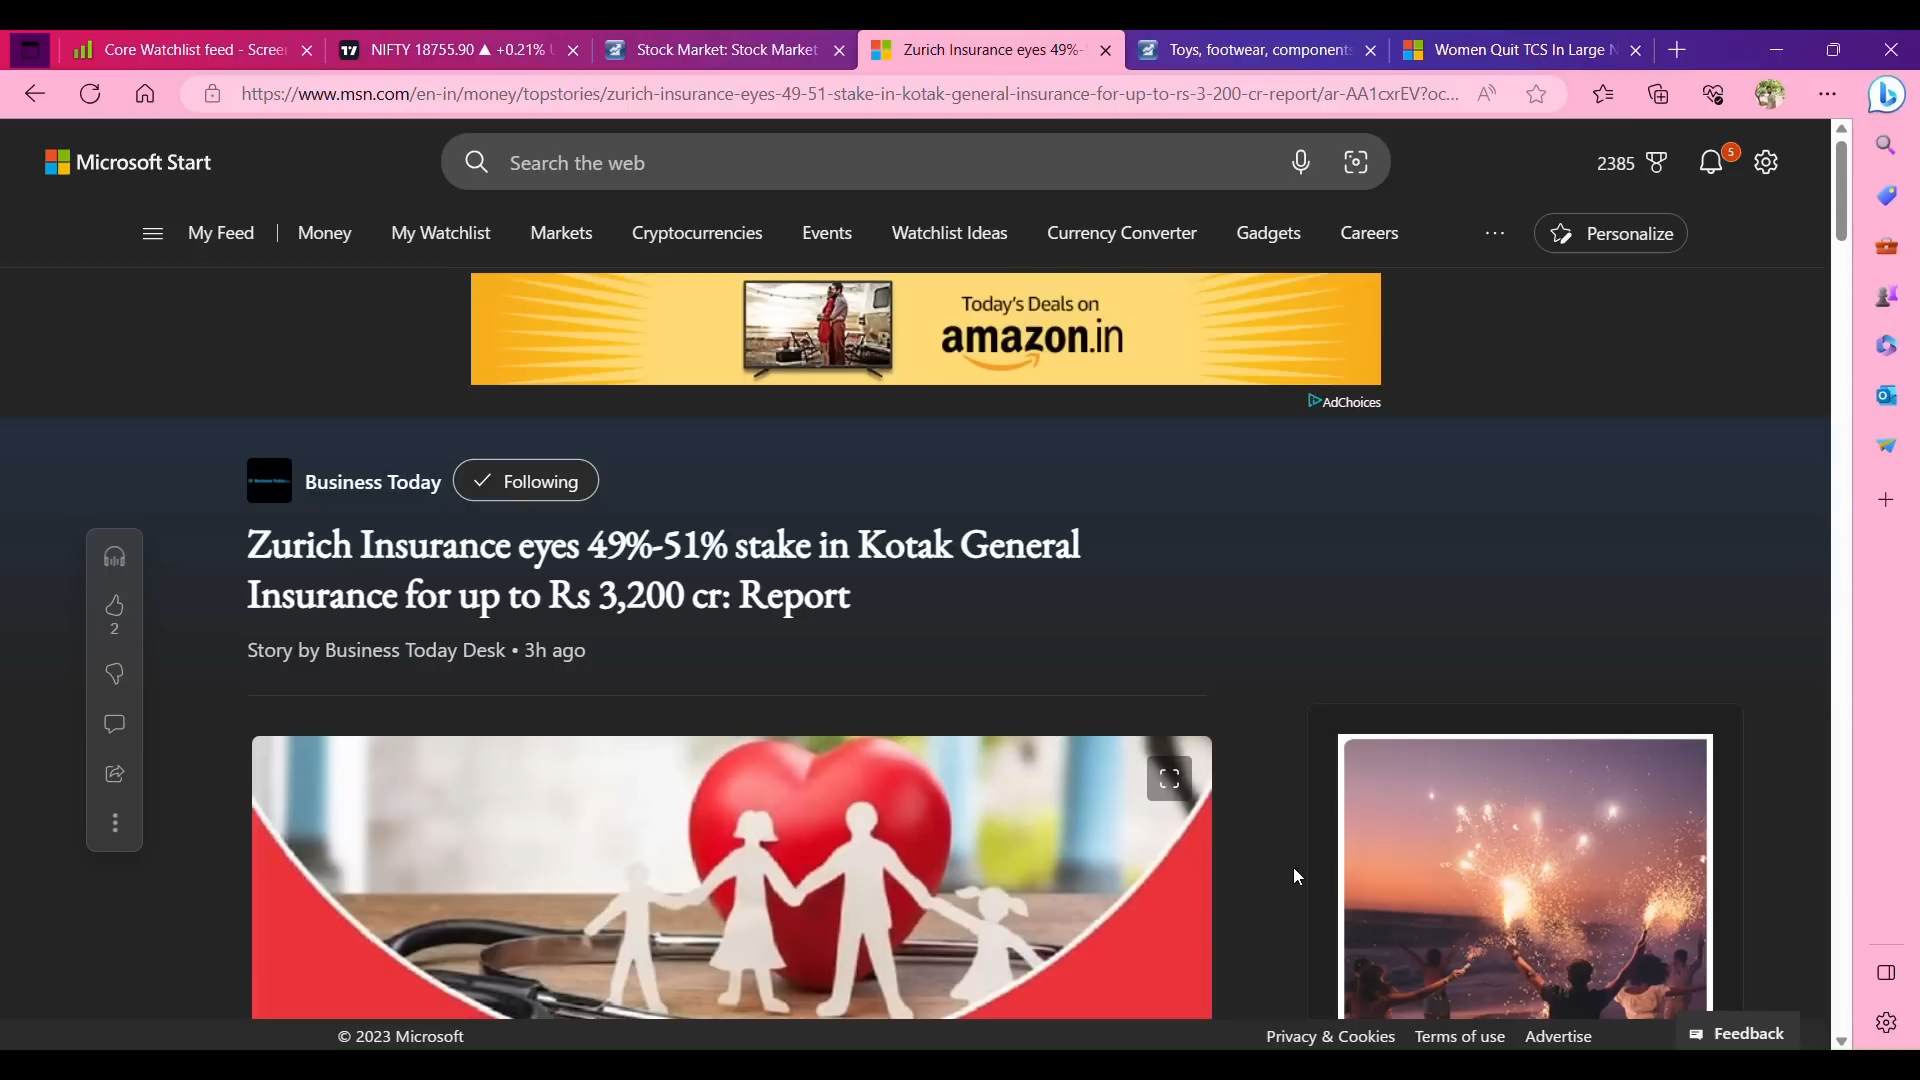 Core Watchlist feed - Screen
NIFTY 18755.90 ▲ +0.21%
Stock Market: Stock Market
Zurich Insurance eyes 49%-
Toys, footwear, components
Women Quit TCS In Large
https://www.msn.com/en-in/money/topstories/zurich-insurance-eyes-49-51-stake-in-kotak-general-insurance-for-up-to-rs-3-200-cr-report/ar-AA1cxrEV?oc...
Microsoft Start
Search the web
2385
5
My Feed
Money
My Watchlist
Markets
Cryptocurrencies
Events
Watchlist Ideas
Currency Converter
Gadgets
Careers
Personalize
Today's Deals on
amazon.in
AdChoices
Business Today
Following
Zurich Insurance eyes 49%-51% stake in Kotak General
Insurance for up to Rs 3,200 cr: Report
Story by Business Today Desk • 3h ago
2
© 2023 Microsoft
Privacy & Cookies
Terms of use
Advertise
Feedback